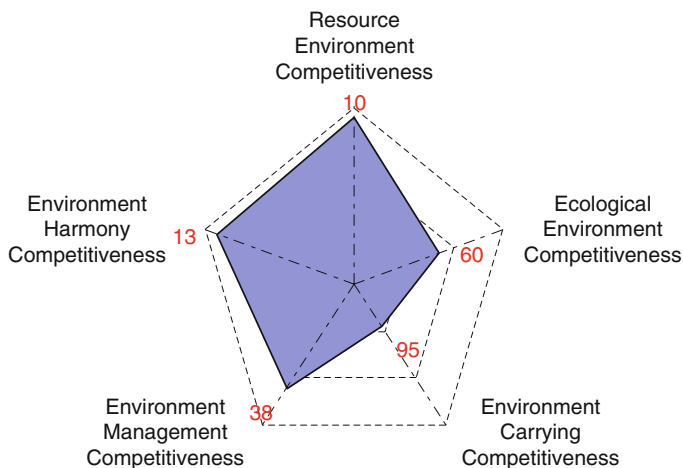 Resource
Environment
Competitiveness
10
Environment
Harmony
Competitiveness
13
Ecological
Environment
Competitiveness
60
95
38
Environment
Management
Competitiveness
Environment
Carrying
Competitiveness